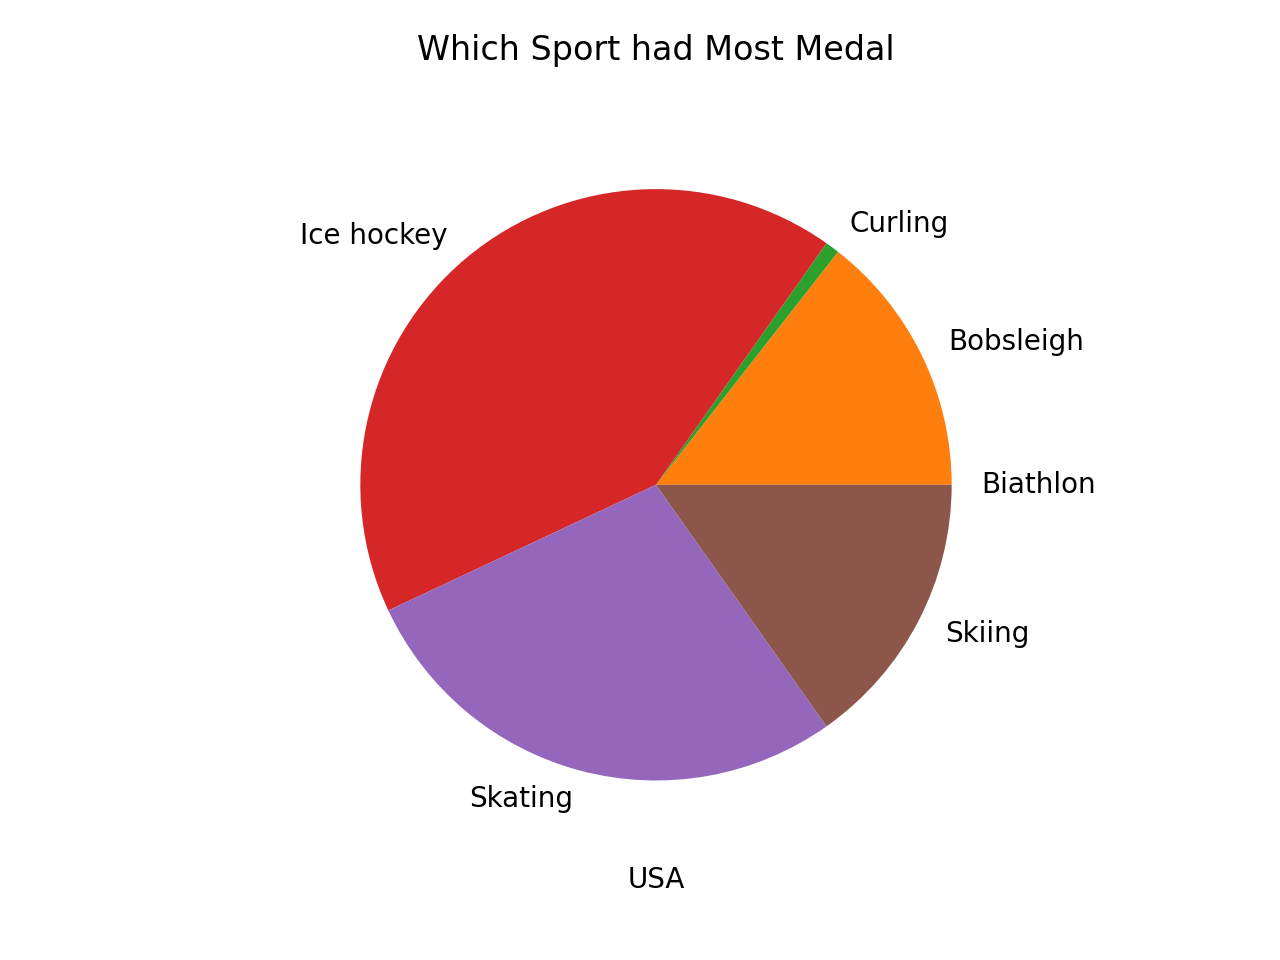 Which Sport had Most Medal
Ice hockey
Curling
Bobsleigh
Biathlon
Skiing
Skating
USA